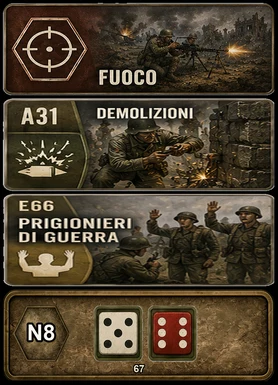 FUOCO
A31
DEMOLIZIONI
E66
PRIGIONIERI
DI GUERRA
N8
67